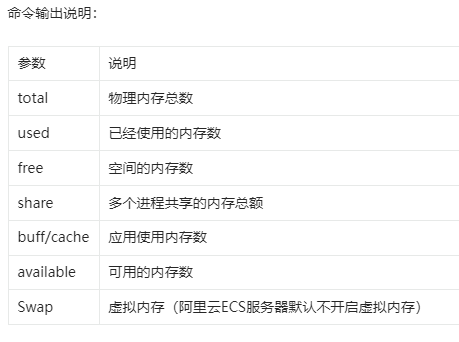 命令输出说明：
参数 说明
total 物理内存总数
used 已经使用的内存数
free 空间的内存数
share 多个进程共享的内存总额
buff/cache 应用使用内存数
available 可用的内存数
Swap 虚拟内存（阿里云ECS服务器默认不开启虚拟内存）